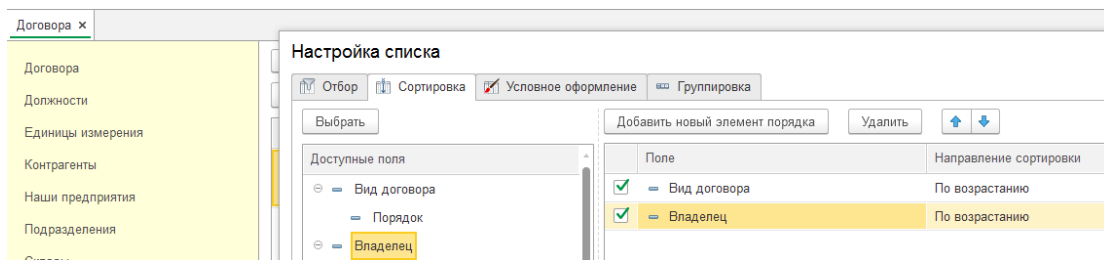 Договора ×
Договора
Должности
Единицы измерения
Контрагенты
Наши предприятия
Подразделения
Настройка списка
Отбор Сортировка Условное оформление Группировка
Выбрать
Доступные поля
Вид договора
Порядок
Владелец
Добавить новый элемент порядка Удалить
Поле Направление сортировки
Вид договора По возрастанию
Владелец По возрастанию